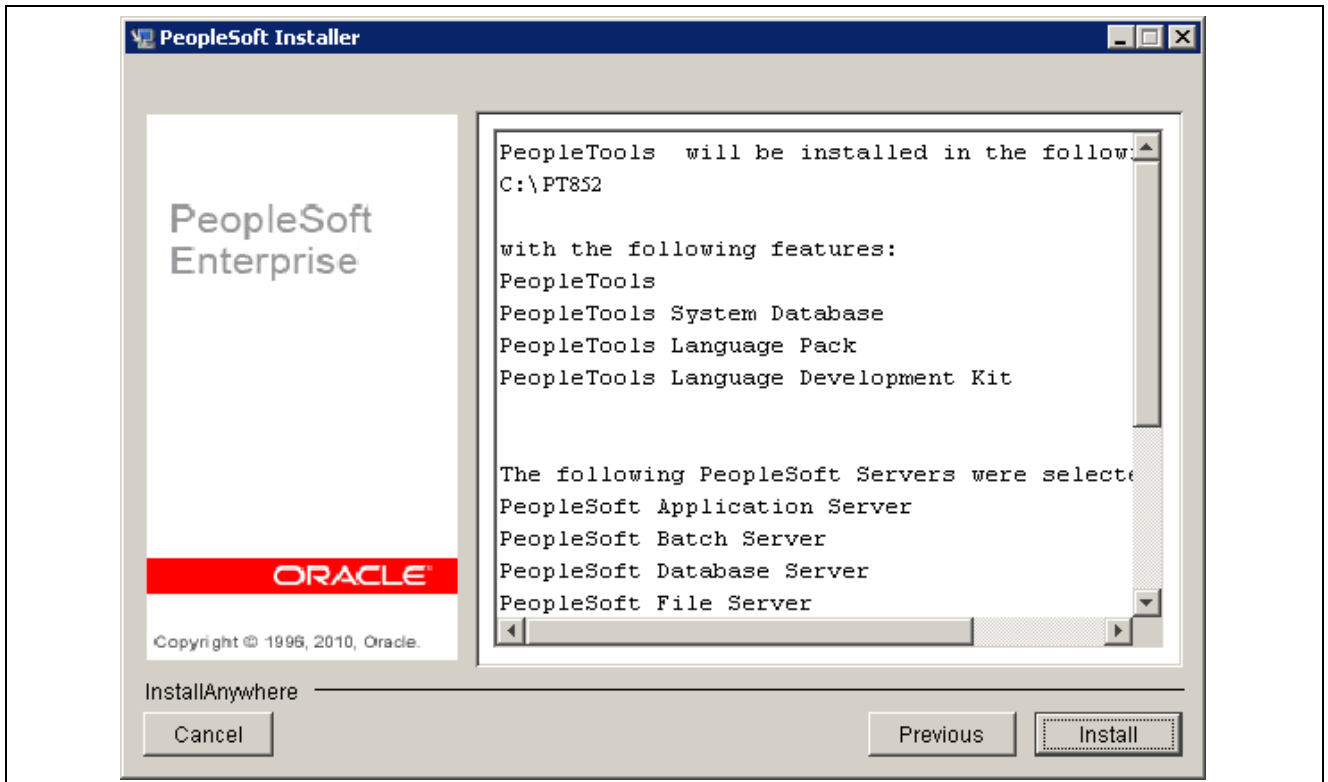 PeopleSoft Installer
PeopleSoft
Enterprise
ORACLE
Copyright © 1996, 2010, Oracle.
PeopleTools  will be installed in the
C:\PT852
with the following features:
PeopleTools
PeopleTools System Database
PeopleTools Language Pack
PeopleTools Language Development Kit
The following PeopleSoft Servers were
PeopleSoft Application Server
PeopleSoft Batch Server
PeopleSoft Database Server
PeopleSoft File Server
InstallAnywhere
Cancel
Previous
Install